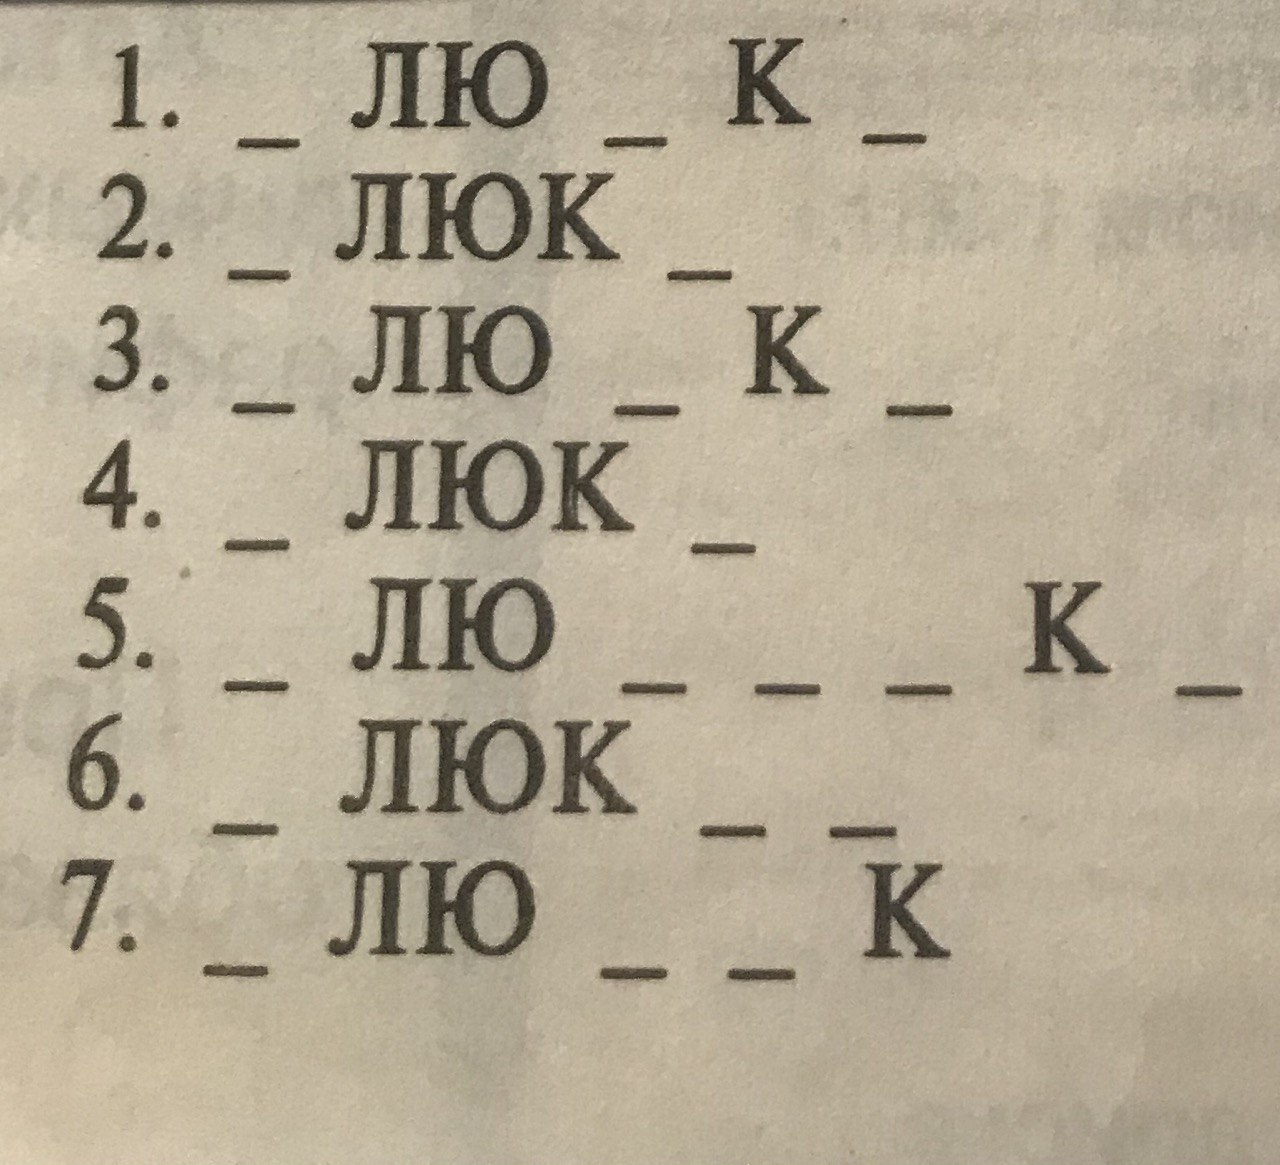 1. _ ЛЮ _ К _
2. _ ЛЮК _
3. _ ЛЮ _ К _
4. _ ЛЮК _
5. _ ЛЮ _ _ _ К _
6. _ ЛЮК _ _
7. _ ЛЮ _ _ К